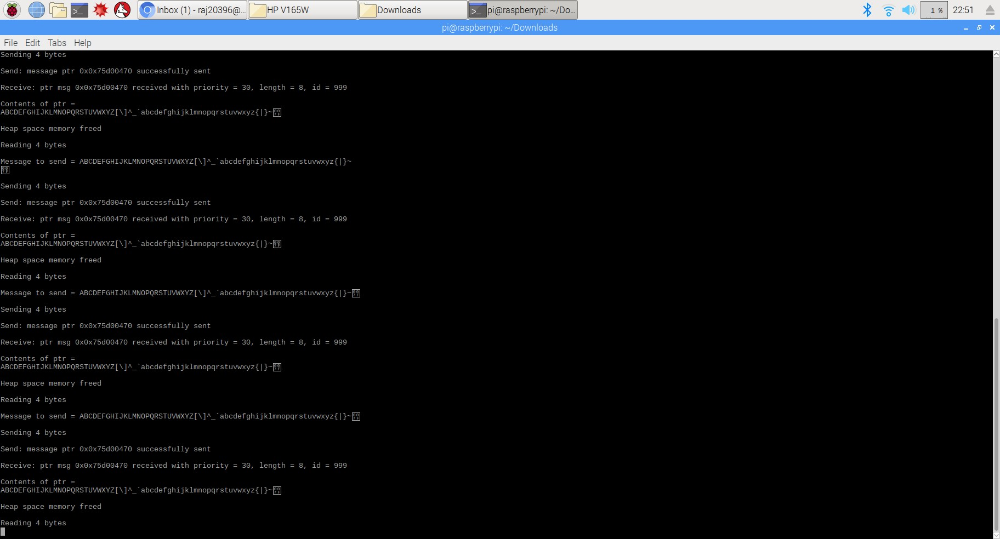 Inbox (1) - raj20396@... HP V165W Downloads pi@raspberrypi: ~/Do... 1 % 22:51
pi@raspberrypi: ~/Downloads
File Edit Tabs Help
Sending 4 bytes
Send: message ptr 0x0x75d00470 successfully sent
Receive: ptr msg 0x0x75d00470 received with priority = 30, length = 8, id = 999
Contents of ptr =
ABCDEFGHIJKLMNOPQRSTUVWXYZ[\]^_`abcdefghijklmnopqrstuvwxyz{|}~
Heap space memory freed
Reading 4 bytes
Message to send = ABCDEFGHIJKLMNOPQRSTUVWXYZ[\]^_`abcdefghijklmnopqrstuvwxyz{|}~
Sending 4 bytes
Send: message ptr 0x0x75d00470 successfully sent
Receive: ptr msg 0x0x75d00470 received with priority = 30, length = 8, id = 999
Contents of ptr =
ABCDEFGHIJKLMNOPQRSTUVWXYZ[\]^_`abcdefghijklmnopqrstuvwxyz{|}~
Heap space memory freed
Reading 4 bytes
Message to send = ABCDEFGHIJKLMNOPQRSTUVWXYZ[\]^_`abcdefghijklmnopqrstuvwxyz{|}~
Sending 4 bytes
Send: message ptr 0x0x75d00470 successfully sent
Receive: ptr msg 0x0x75d00470 received with priority = 30, length = 8, id = 999
Contents of ptr =
ABCDEFGHIJKLMNOPQRSTUVWXYZ[\]^_`abcdefghijklmnopqrstuvwxyz{|}~
Heap space memory freed
Reading 4 bytes
Message to send = ABCDEFGHIJKLMNOPQRSTUVWXYZ[\]^_`abcdefghijklmnopqrstuvwxyz{|}~
Sending 4 bytes
Send: message ptr 0x0x75d00470 successfully sent
Receive: ptr msg 0x0x75d00470 received with priority = 30, length = 8, id = 999
Contents of ptr =
ABCDEFGHIJKLMNOPQRSTUVWXYZ[\]^_`abcdefghijklmnopqrstuvwxyz{|}~
Heap space memory freed
Reading 4 bytes